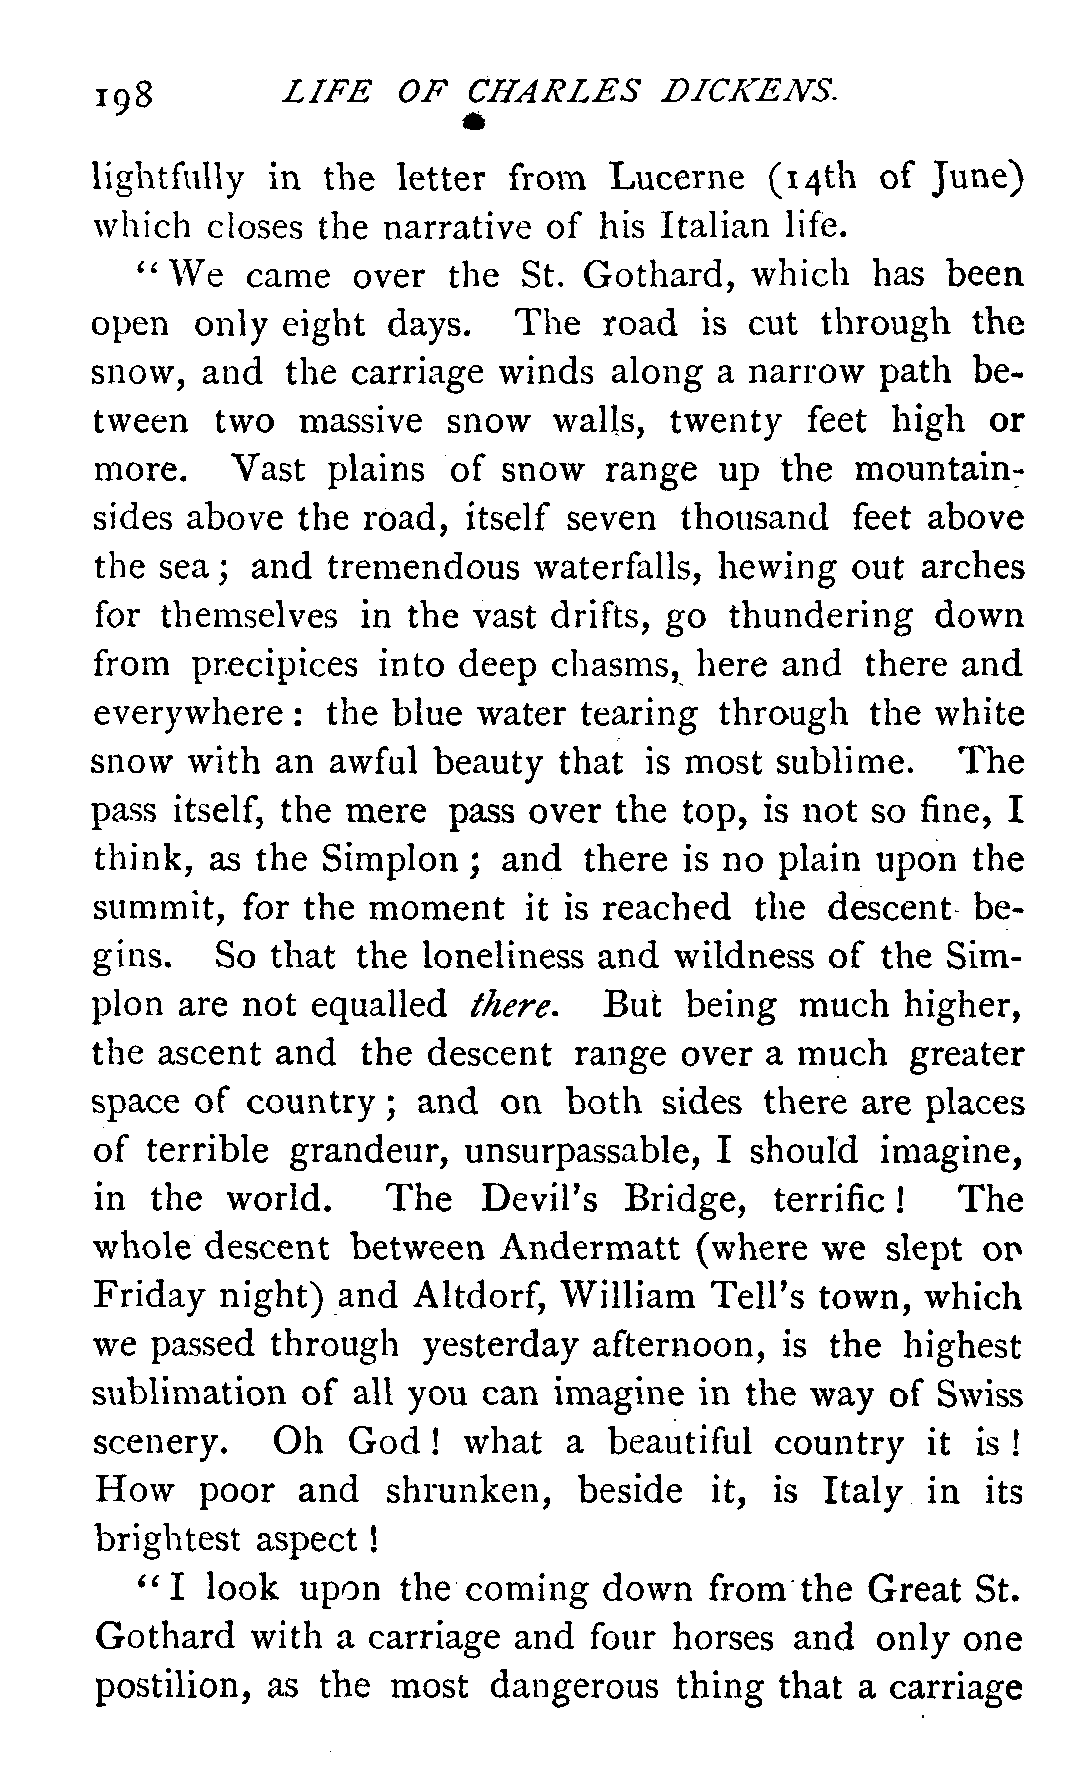 198 LIFE OF CHARLES DICKENS.
lightfully in the letter from Lucerne (14th of June)
which closes the narrative of his Italian life.
“We came over the St. Gothard, which has been
open only eight days. The road is cut through the
snow, and the carriage winds along a narrow path be-
tween two massive snow walls, twenty feet high or
more. Vast plains of snow range up the mountain-
sides above the road, itself seven thousand feet above
the sea; and tremendous waterfalls, hewing out arches
for themselves in the vast drifts, go thundering down
from precipices into deep chasms, here and there and
everywhere: the blue water tearing through the white
snow with an awful beauty that is most sublime. The
pass itself, the mere pass over the top, is not so fine, I
think, as the Simplon; and there is no plain upon the
summit, for the moment it is reached the descent be-
gins. So that the loneliness and wildness of the Sim-
plon are not equalled there. But being much higher,
the ascent and the descent range over a much greater
space of country; and on both sides there are places
of terrible grandeur, unsurpassable, I should imagine,
in the world. The Devil's Bridge, terrific! The
whole descent between Andermatt (where we slept on
Friday night) and Altdorf, William Tell's town, which
we passed through yesterday afternoon, is the highest
sublimation of all you can imagine in the way of Swiss
scenery. Oh God! what a beautiful country it is!
How poor and shrunken, beside it, is Italy in its
brightest aspect!
“I look upon the coming down from the Great St.
Gothard with a carriage and four horses and only one
postilion, as the most dangerous thing that a carriage